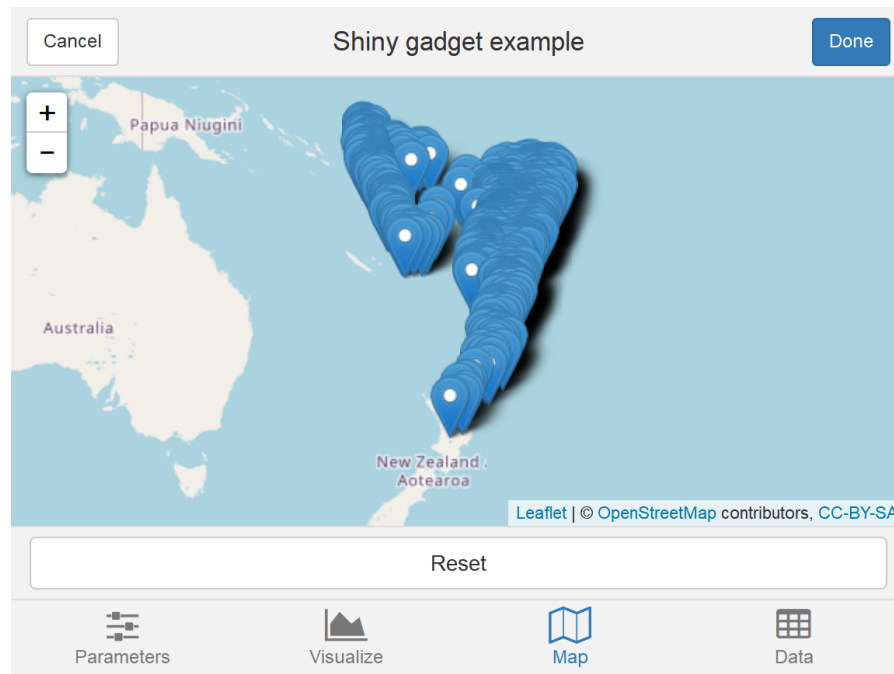 Cancel
Shiny gadget example
Done
+
−
Papua Niugini
Australia
New Zealand /
Aotearoa
Leaflet | © OpenStreetMap contributors, CC-BY-SA
Reset
Parameters
Visualize
Map
Data